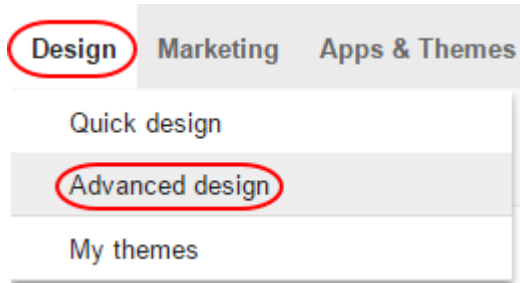 Design Marketing Apps & Themes
Quick design
Advanced design
My themes